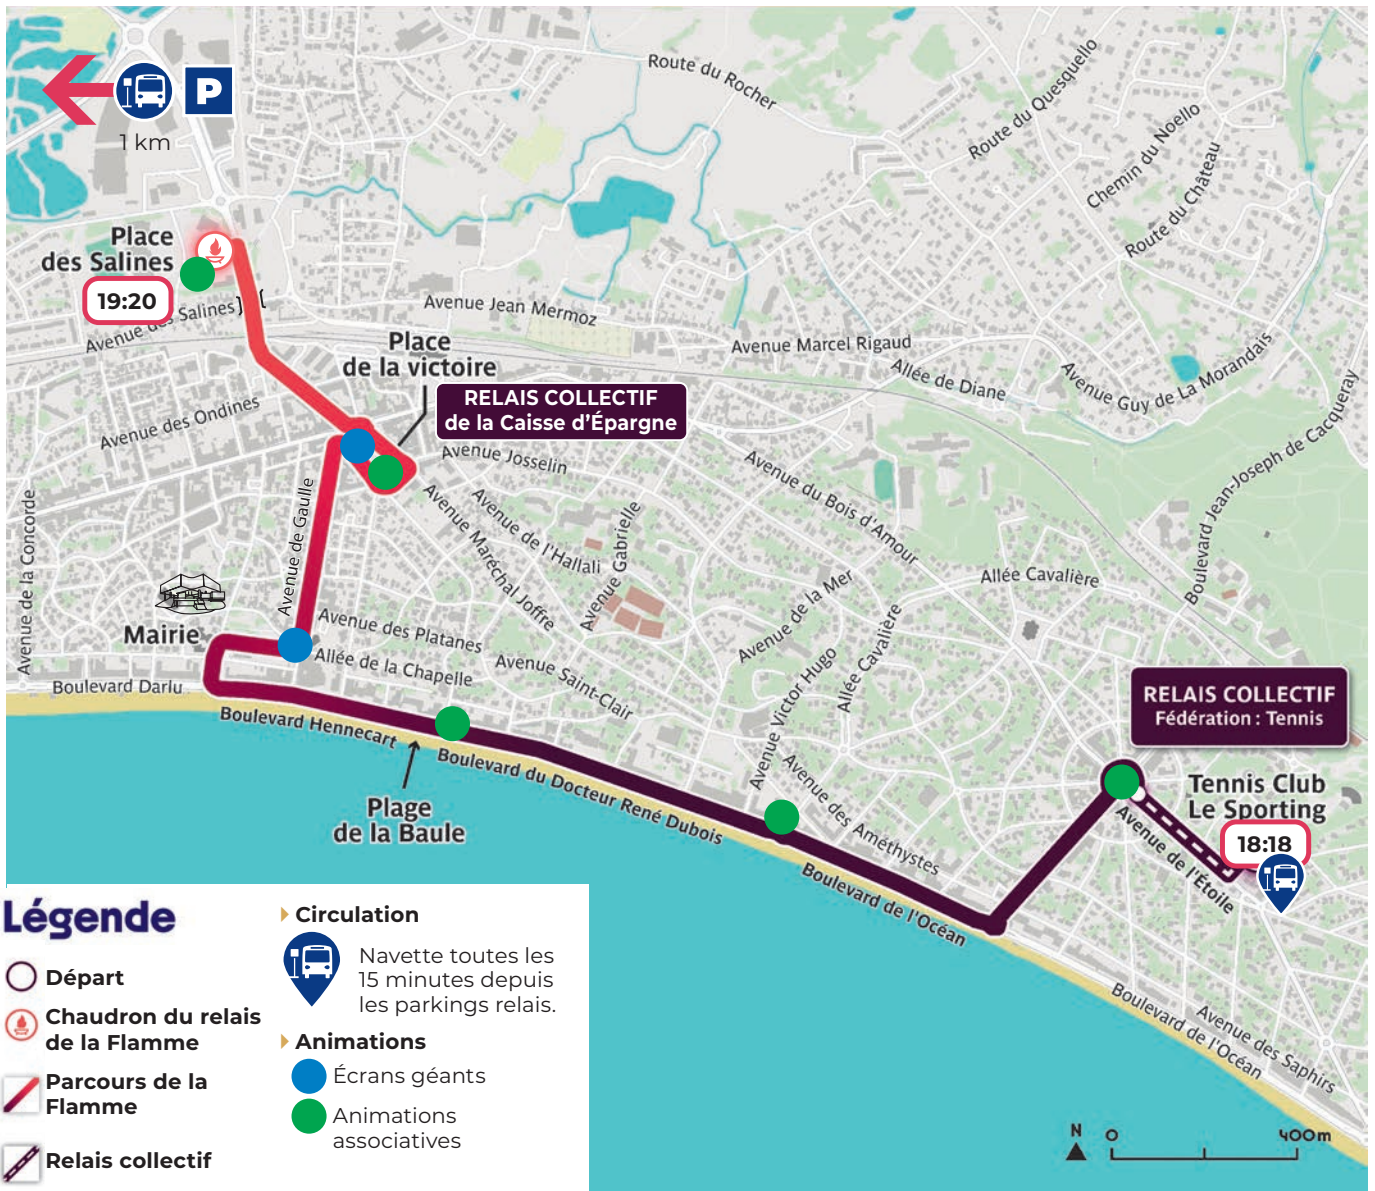 P
1 km
Route du Rocher
Route du Quesquello
Chemin du Noello
Route du Château
Place
des Salines
19:20
Avenue des Salines
Avenue Jean Mermoz
Place
de la victoire
Avenue Marcel Rigaud
Allée de Diane
Avenue Guy de La Morandais
Boulevard Jean-Joseph de Cacqueray
RELAIS COLLECTIF
de la Caisse d'Épargne
Avenue des Ondines
Avenue Josselin
Avenue du Bois d'Amour
Avenue de la Concorde
Avenue de Gaulle
Avenue Maréchal Joffre
Avenue de l'Hallali
Avenue Gabrielle
Allée Cavalière
Avenue de la Mer
Allée Cavalière
Mairie
Avenue des Platanes
Allée de la Chapelle
Avenue Saint-Clair
Avenue Victor Hugo
Boulevard Darlu
Boulevard Hennecart
Boulevard du Docteur René Dubois
Avenue des Améthystes
RELAIS COLLECTIF
Fédération : Tennis
Tennis Club
Le Sporting
18:18
Plage
de la Baule
Avenue de l'Étoile
Boulevard de l'Océan
Boulevard de l'Océan
Avenue des Saphirs
Légende
Départ
Chaudron du relais
de la Flamme
Parcours de la
Flamme
Relais collectif
Circulation
Navette toutes les
15 minutes depuis
les parkings relais.
Animations
Écrans géants
Animations
associatives
N
0
400m